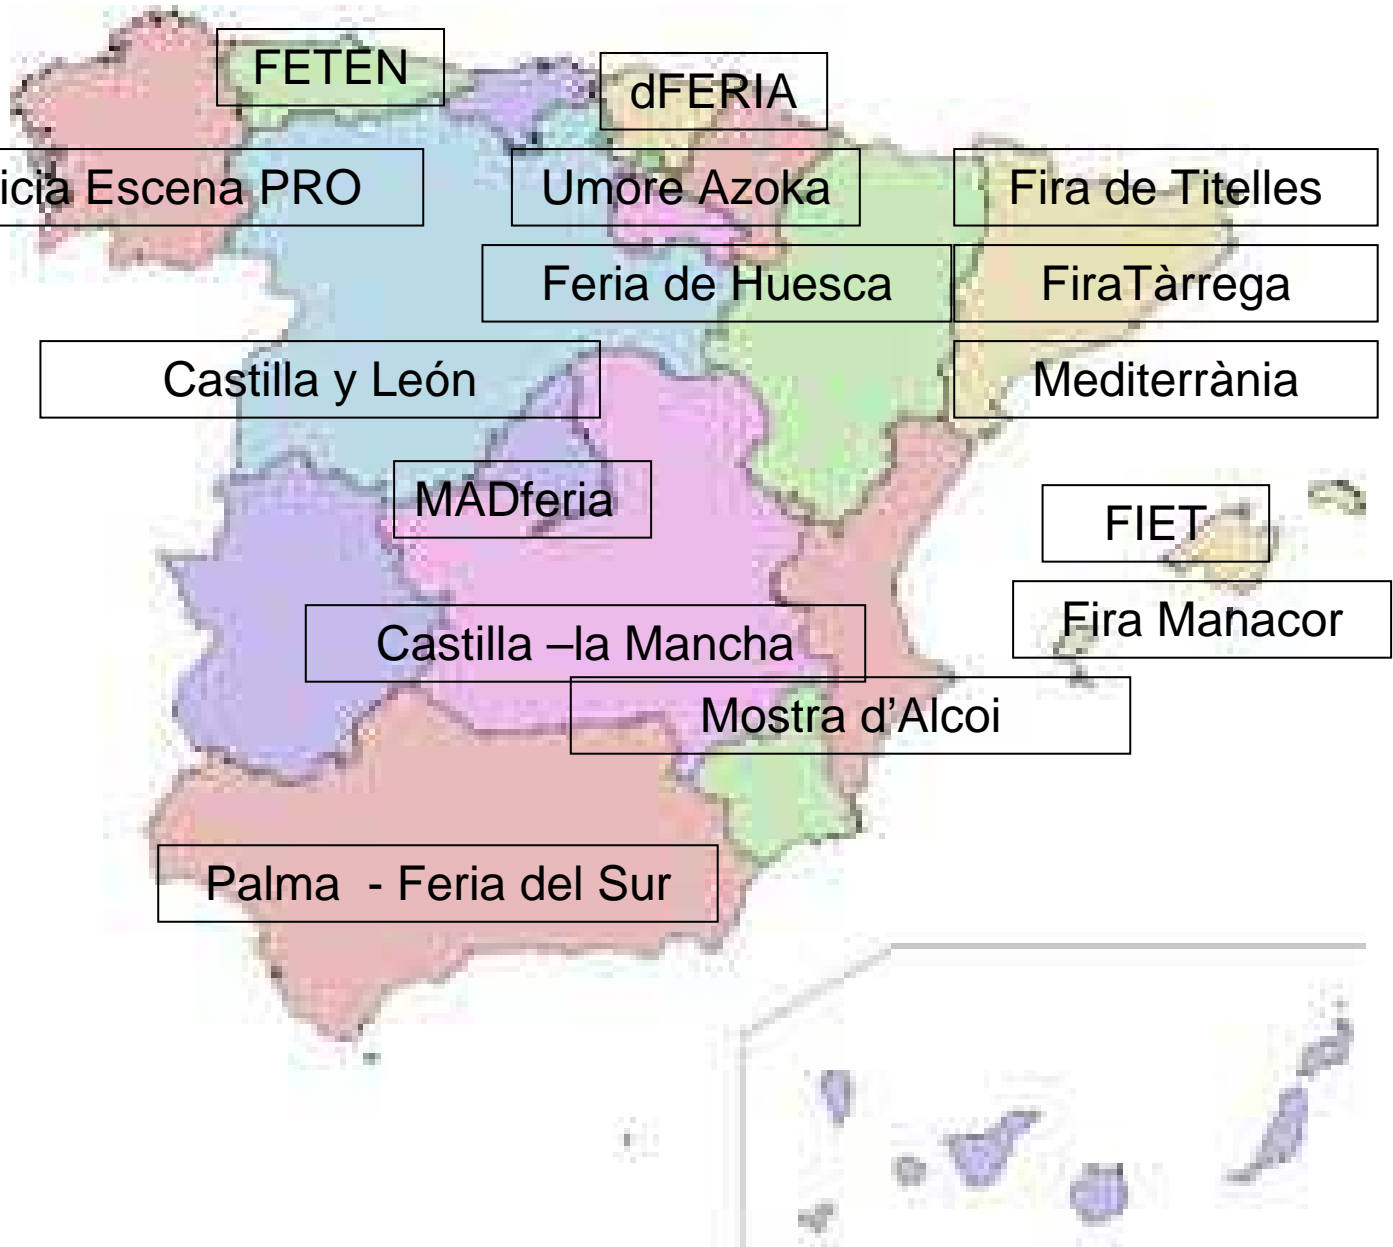 FETEN
dFERIA
icia Escena PRO
Umore Azoka
Fira de Titelles
Feria de Huesca
FiraTàrrega
Castilla y León
Mediterrània
MADferia
FIET
Fira Manacor
Castilla –la Mancha
Mostra d’Alcoi
Palma - Feria del Sur